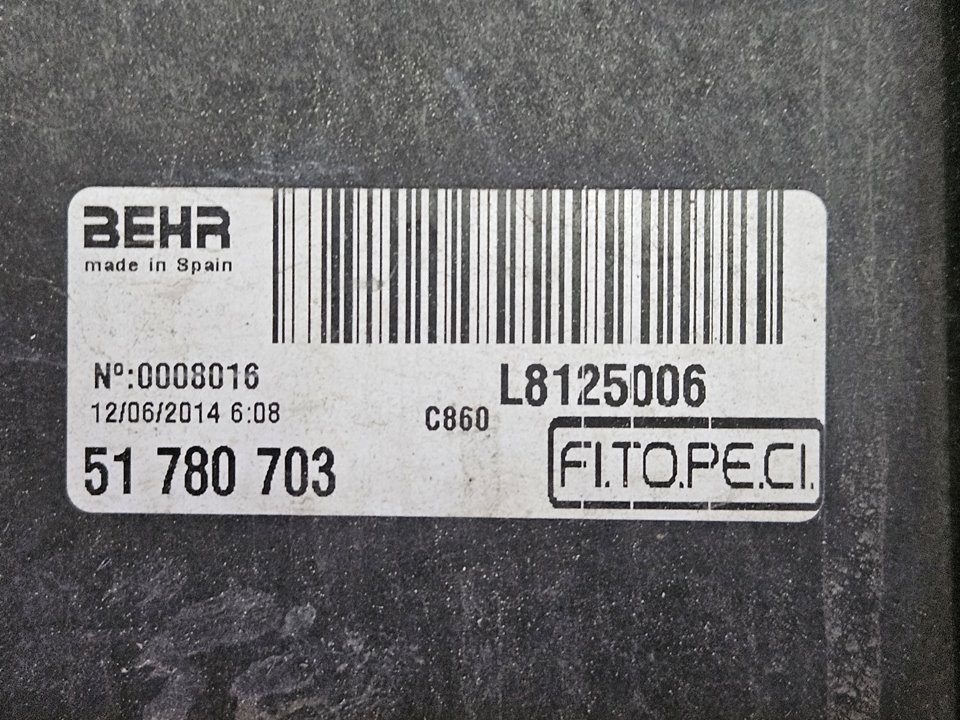 BEHR
made in Spain
Nº:0008016
12/06/2014 6:08
C860
L8125006
51 780 703
FI.TO.PE.CI.